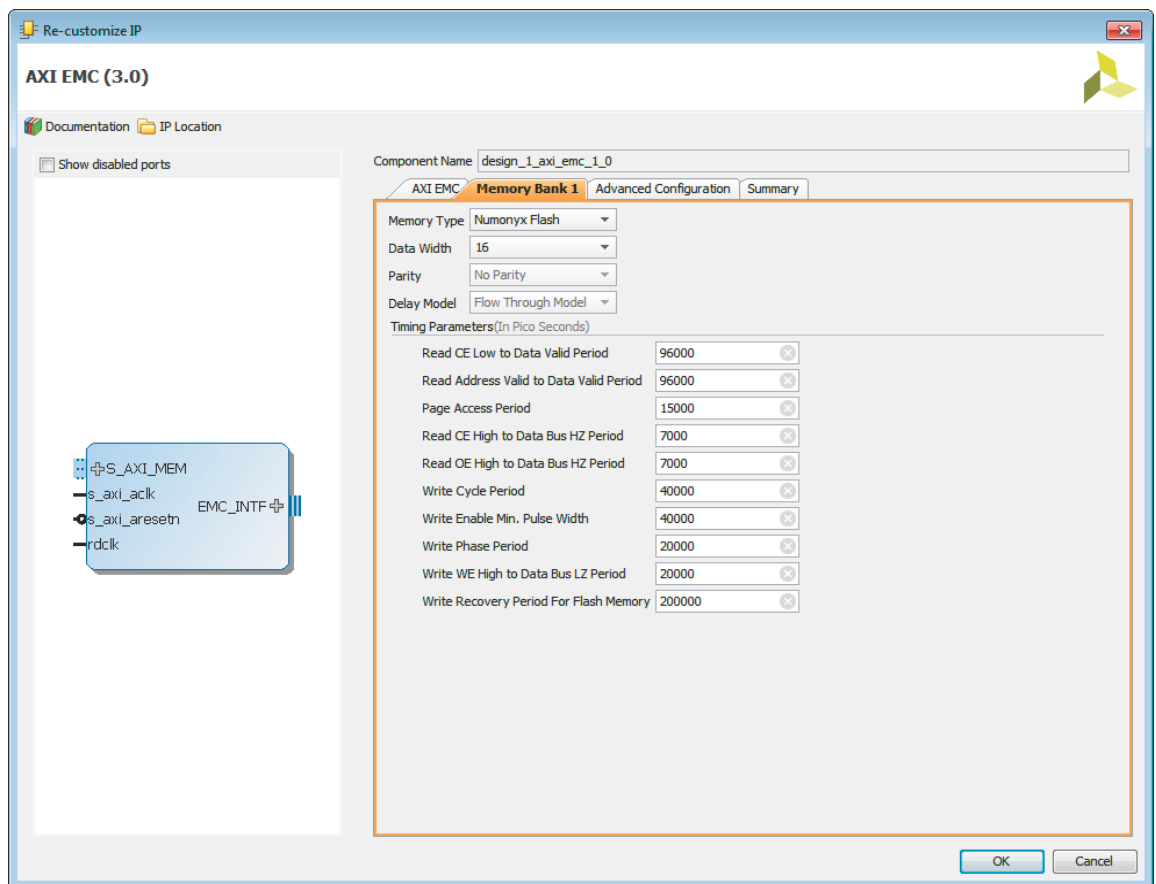 Re-customize IP
AXI EMC (3.0)
Documentation IP Location
Show disabled ports
S_AXI_MEM
s_axi_aclk
EMC_INTF
s_axi_aresetn
rdclk
Component Name design_1_axi_emc_1_0
AXI EMC Memory Bank 1 Advanced Configuration Summary
Memory Type Numonyx Flash
Data Width 16
Parity No Parity
Delay Model Flow Through Model
Timing Parameters(In Pico Seconds)
Read CE Low to Data Valid Period 96000
Read Address Valid to Data Valid Period 96000
Page Access Period 15000
Read CE High to Data Bus HZ Period 7000
Read OE High to Data Bus HZ Period 7000
Write Cycle Period 40000
Write Enable Min. Pulse Width 40000
Write Phase Period 20000
Write WE High to Data Bus LZ Period 20000
Write Recovery Period For Flash Memory 200000
OK Cancel